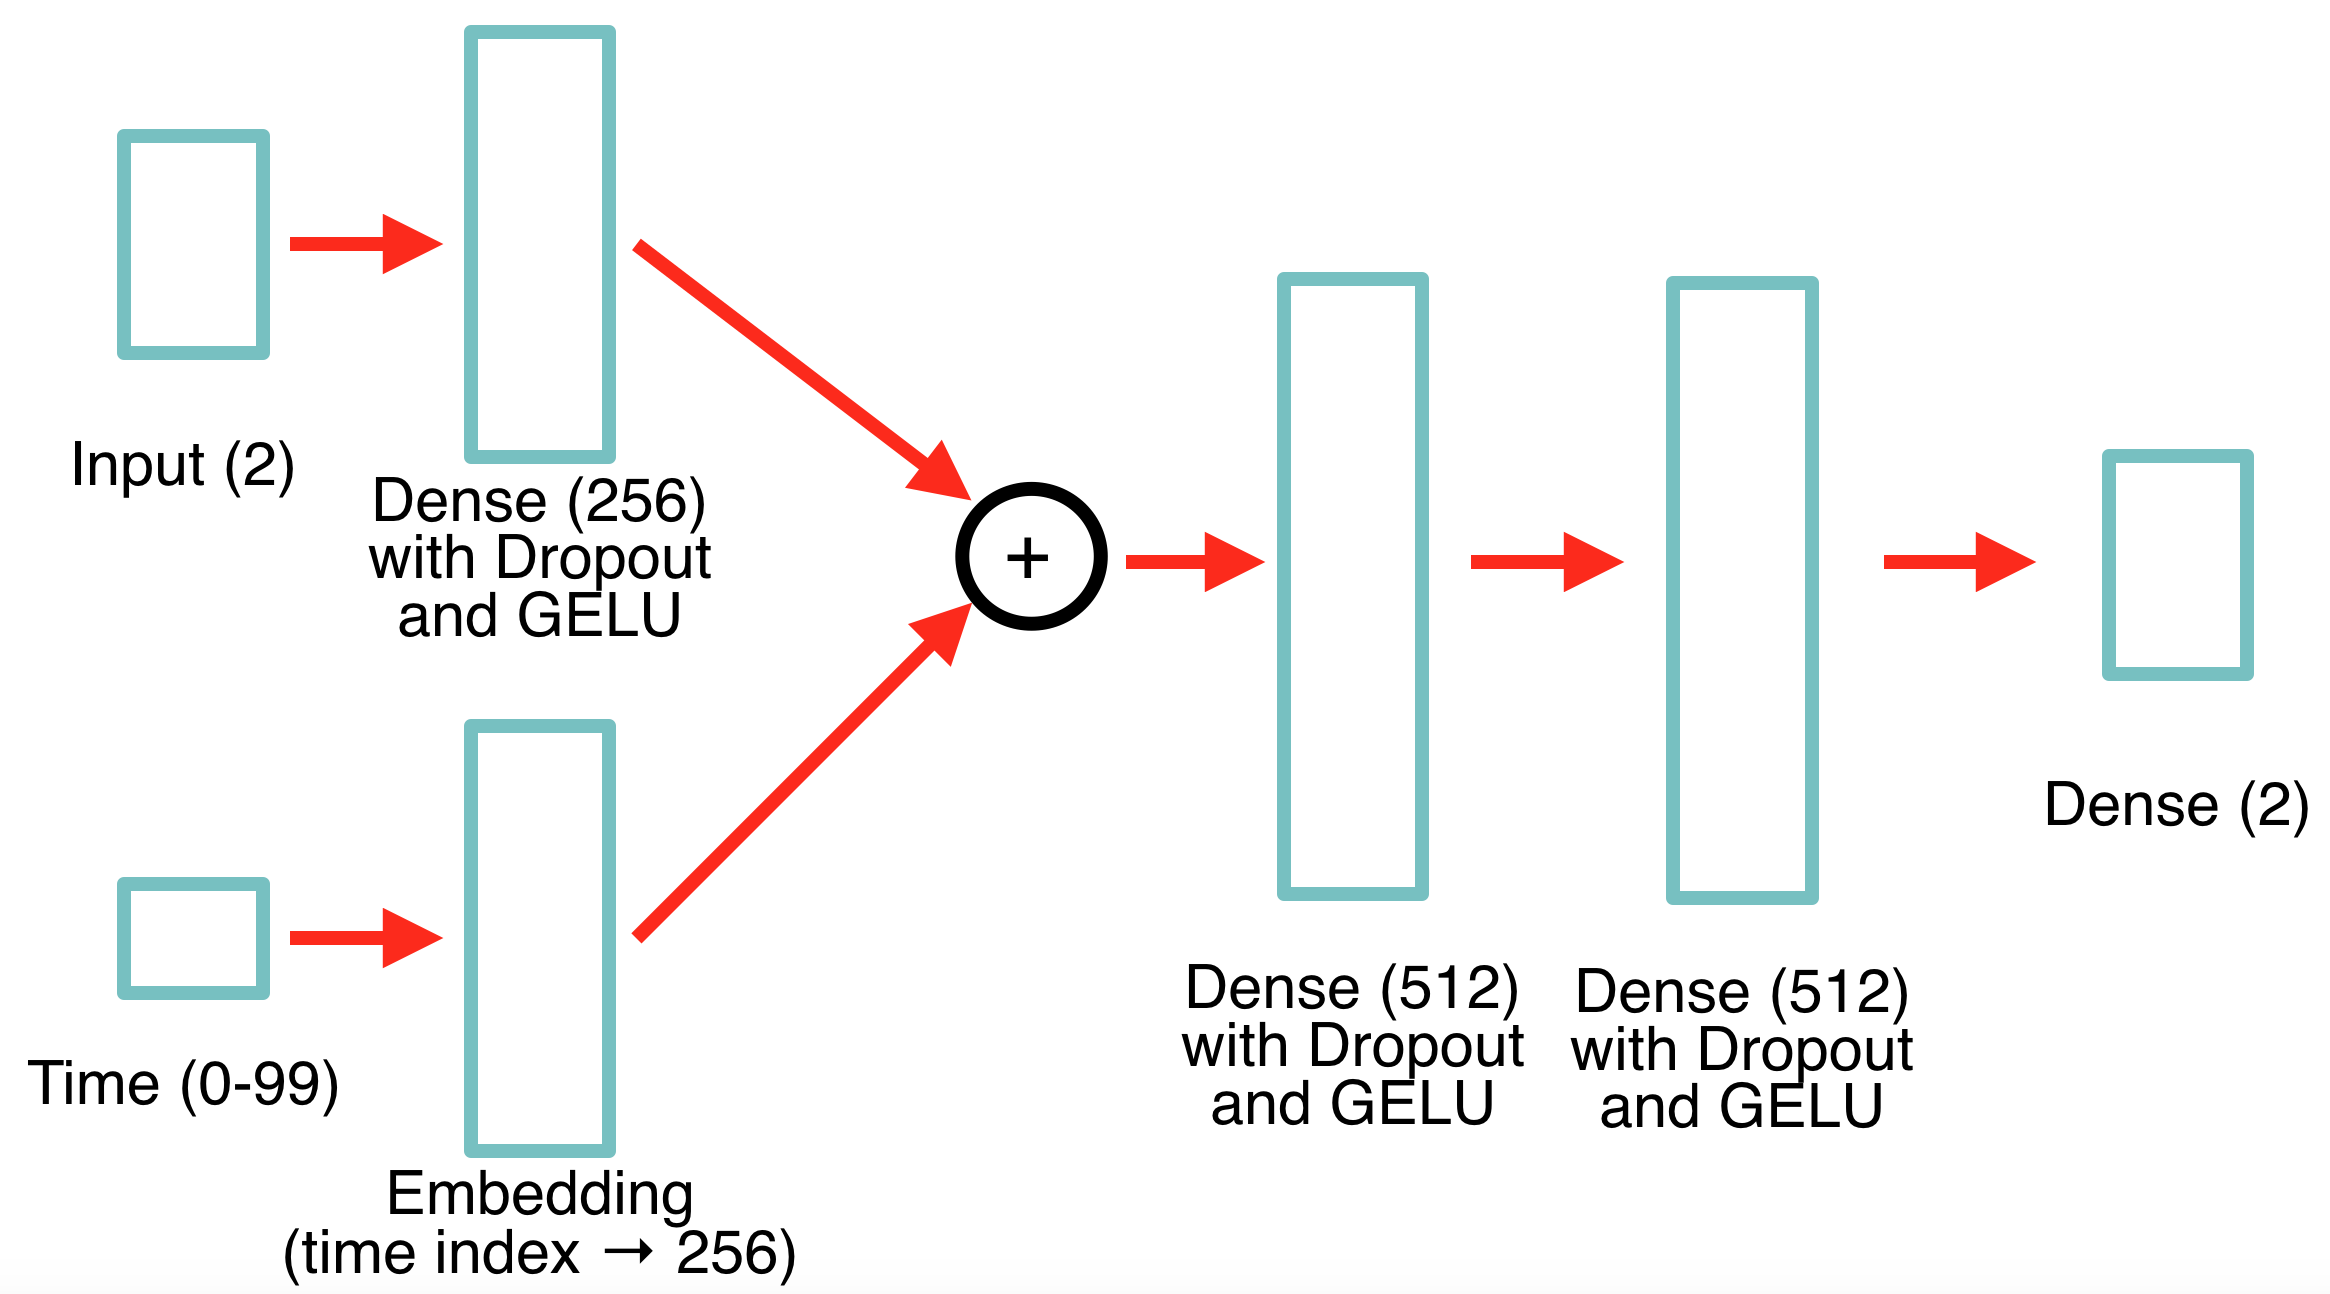 Input (2)
Dense (256)
with Dropout
and GELU
Time (0-99)
Embedding
(time index → 256)
+
Dense (512)
with Dropout
and GELU
Dense (512)
with Dropout
and GELU
Dense (2)